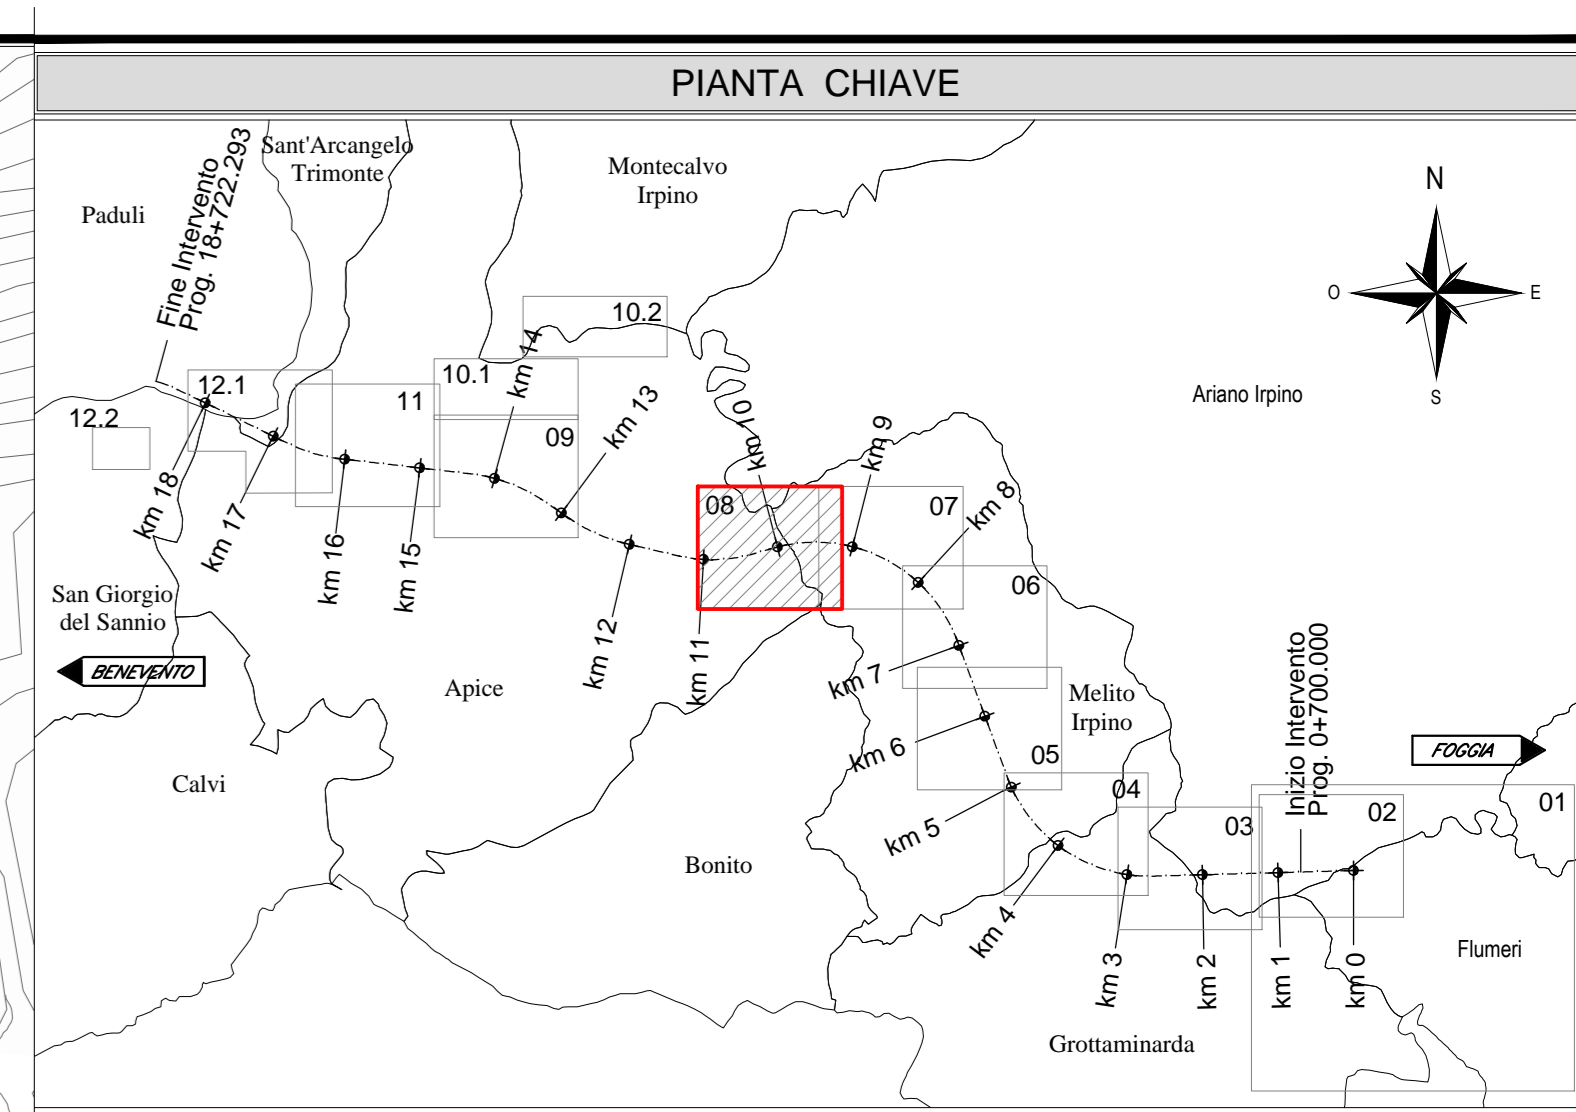 PIANTA CHIAVE
Sant'Arcangelo
Trimonte
Montecalvo
Irpino
Paduli
Fine Intervento
Prog. 18+722.293
N
O
E
S
10.2
10.1
km 14
12.1
12.2
11
09
km 13
km 10
km 9
Ariano Irpino
08
07
km 8
km 18
km 17
km 16
km 15
06
San Giorgio
del Sannio
BENEVENTO
km 12
km 11
km 7
Apice
Melito
Irpino
Inizio Intervento
Prog. 0+700.000
FOGGIA
km 6
05
Calvi
04
03
02
01
km 5
Bonito
km 4
km 3
km 2
km 1
km 0
Flumeri
Grottaminarda